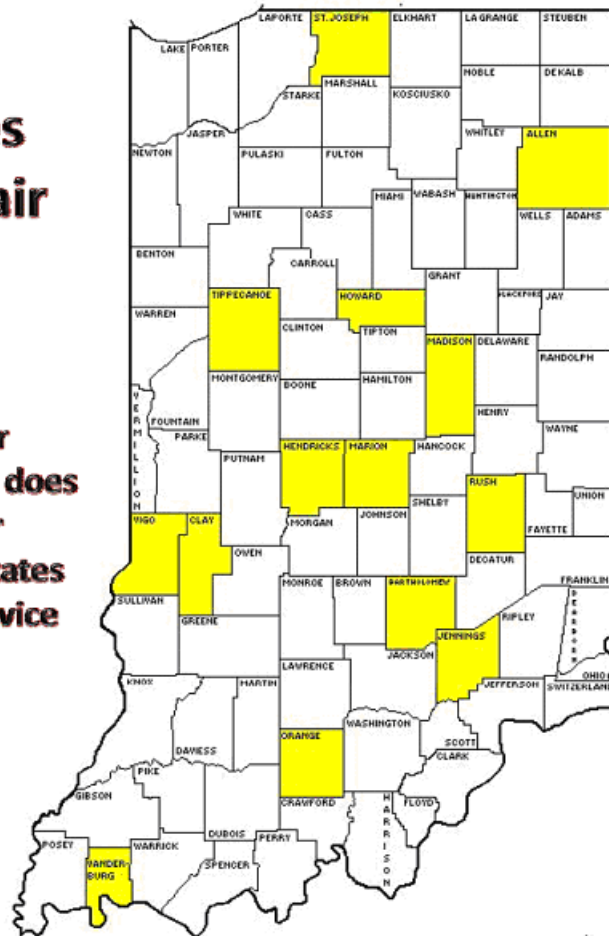 s
air
r
does
r
ates
vice
LAPORTE ST. JOSEPH ELKHART LA GRANGE STEUBEN
LAKE PORTER
NOBLE DE KALB
MARSHALL
STARKE KOSCIUSKO
JASPER WHITLEY ALLEN
NEWTON PULASKI FULTON
MIAMI WABASH HUNTINGTON
WHITE CASS WELLS ADAMS
BENTON
CARROLL
GRANT
TIPPECANOE HOWARD BLACKFORD JAY
WARREN
CLINTON TIPTON
MADISON DELAWARE
RANDOLPH
MONTGOMERY BOONE HAMILTON
VERMILLION
HENRY
FOUNTAIN WAYNE
PARKE
HENDRICKS MARION HANCOCK
PUTNAM
RUSH
UNION
SHELBY
VIGO CLAY MORGAN JOHNSON FAYETTE
OWEN DECATUR
MONROE BROWN BARTHOLOMEW FRANKLIN
DEARBORN
SULLIVAN
GREENE RIPLEY
JENNINGS
JACKSON
LAWRENCE OHIO
KNOX MARTIN JEFFERSON SWITZERLAND
WASHINGTON
ORANGE SCOTT
DAVIESS CLARK
PIKE
GIBSON CRAWFORD HARRISON FLOYD
DUBOIS PERRY
POSEY WARRICK
VANDER-
BURG SPENCER